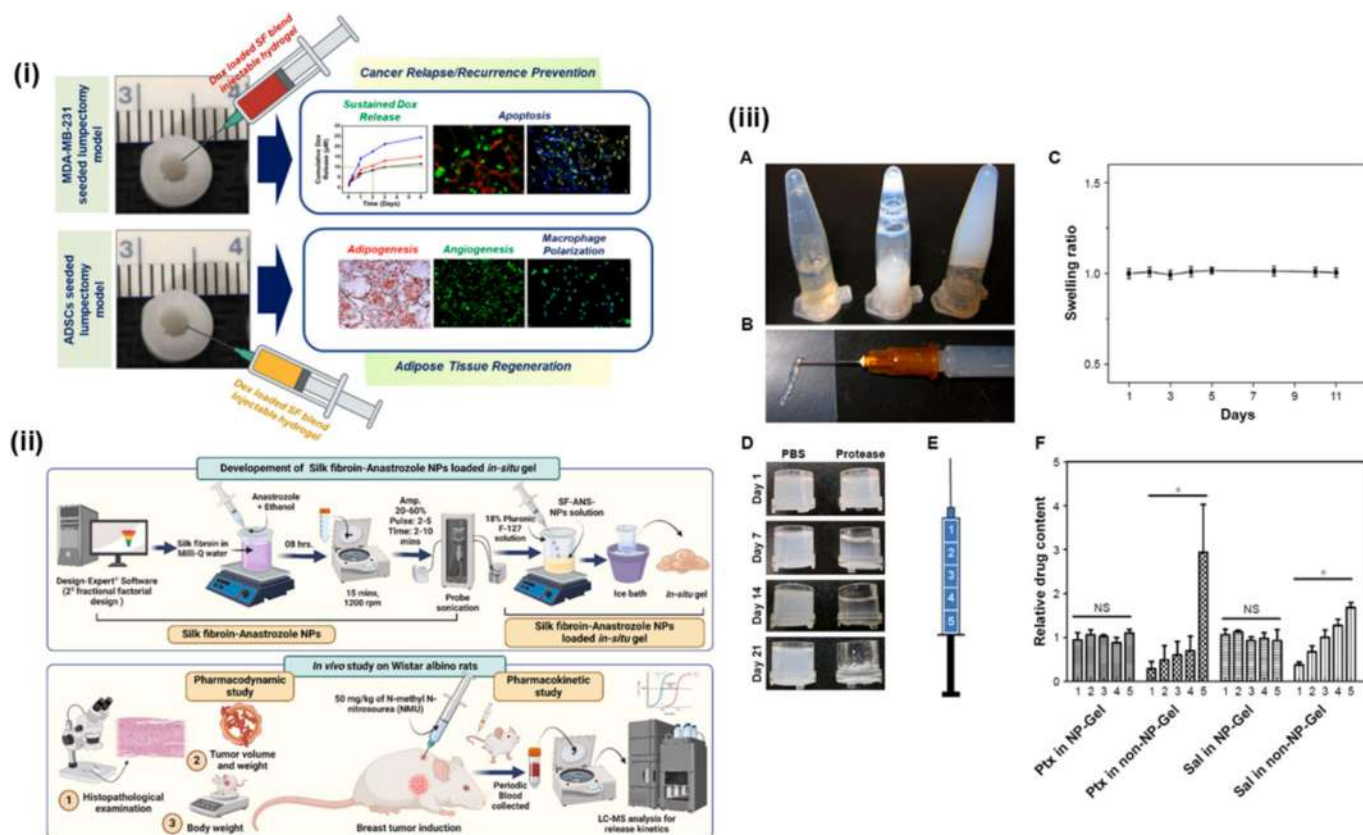 (i)
MDA-MB-231
seeded lumpectomy
model
3
4
Dox loaded SF blend
injectable hydrogel
Cancer Relapse/Recurrence Prevention
Sustained Dox
Release
Apoptosis
Cumulative Dox
Release (µM)
Time (Days)
ADSCs seeded
lumpectomy
model
3
4
Adipogenesis
Angiogenesis
Macrophage
Polarization
Adipose Tissue Regeneration
Dox loaded SF blend
Injectable hydrogel
(ii)
Developement of Silk fibroin-Anastrozole NPs loaded in-situ gel
Design-Expert® Software
fractional factorial
design )
Anastrozole
+ Ethanol
Silk fibroin in
Milli-Q water
08 hrs.
15 mins,
1200 rpm
Amp.
20-60%
Pulse: 2-5
Time: 2-10
mins
Probe
sonication
18% Pluronic
F-127
solution
SF-ANS-
NPs solution
Ice bath
In-situ gel
Silk fibroin-Anastrozole NPs
Silk fibroin-Anastrozole NPs
loaded in-situ gel
In vivo study on Wistar albino rats
Pharmacodynamic
study
Pharmacokinetic
study
50 mg/kg of N-methyl N-
nitrosourea (NMU)
1
Histopathological
examination
2
Tumor volume
and weight
3
Body weight
Breast tumor induction
Periodic
Blood
collected
LC-MS analysis for
release kinetics
(iii)
A
B
C
Swelling ratio
1.5
1.0
0.5
1 3 5 7 9 11
Days
D
PBS
Protease
Day 1
Day 7
Day 14
Day 21
E
1
2
3
4
5
F
Relative drug content
5
4
3
2
1
0
NS
*
NS
*
1 2 3 4 5 1 2 3 4 5 1 2 3 4 5 1 2 3 4 5
Ptx in NP-Gel
Ptx in non-NP-Gel
Sal in NP-Gel
Sal in non-NP-Gel